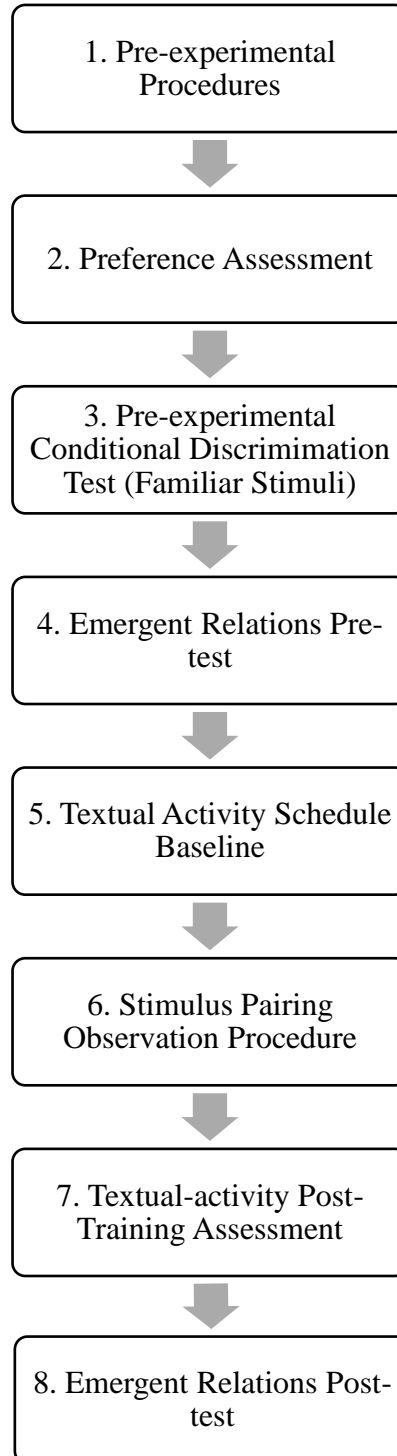 1. Pre-experimental
Procedures
2. Preference Assessment
3. Pre-experimental
Conditional Discrimimation
Test (Familiar Stimuli)
4. Emergent Relations Pre-
test
5. Textual Activity Schedule
Baseline
6. Stimulus Pairing
Observation Procedure
7. Textual-activity Post-
Training Assessment
8. Emergent Relations Post-
test